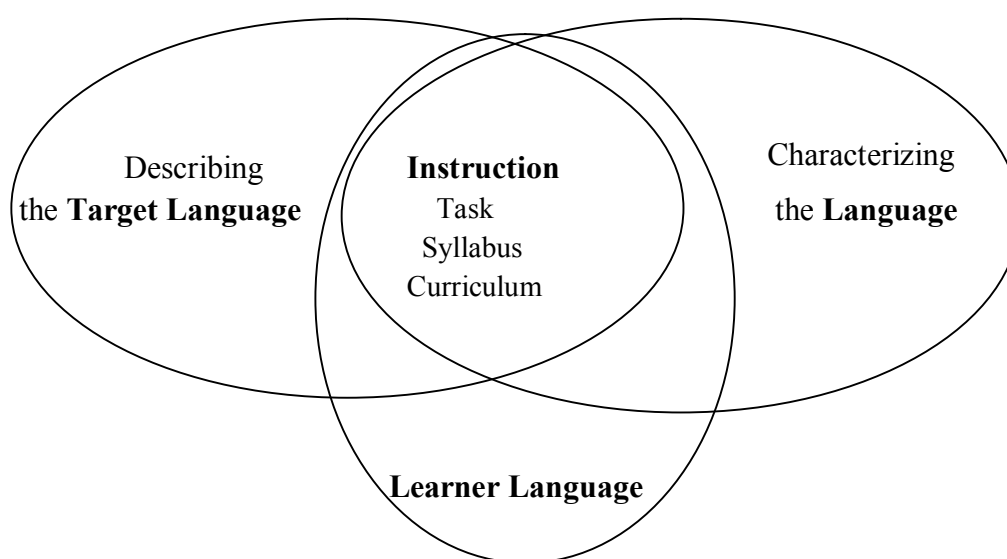 Describing
the Target Language
Instruction
Task
Syllabus
Curriculum
Characterizing
the Language
Learner Language